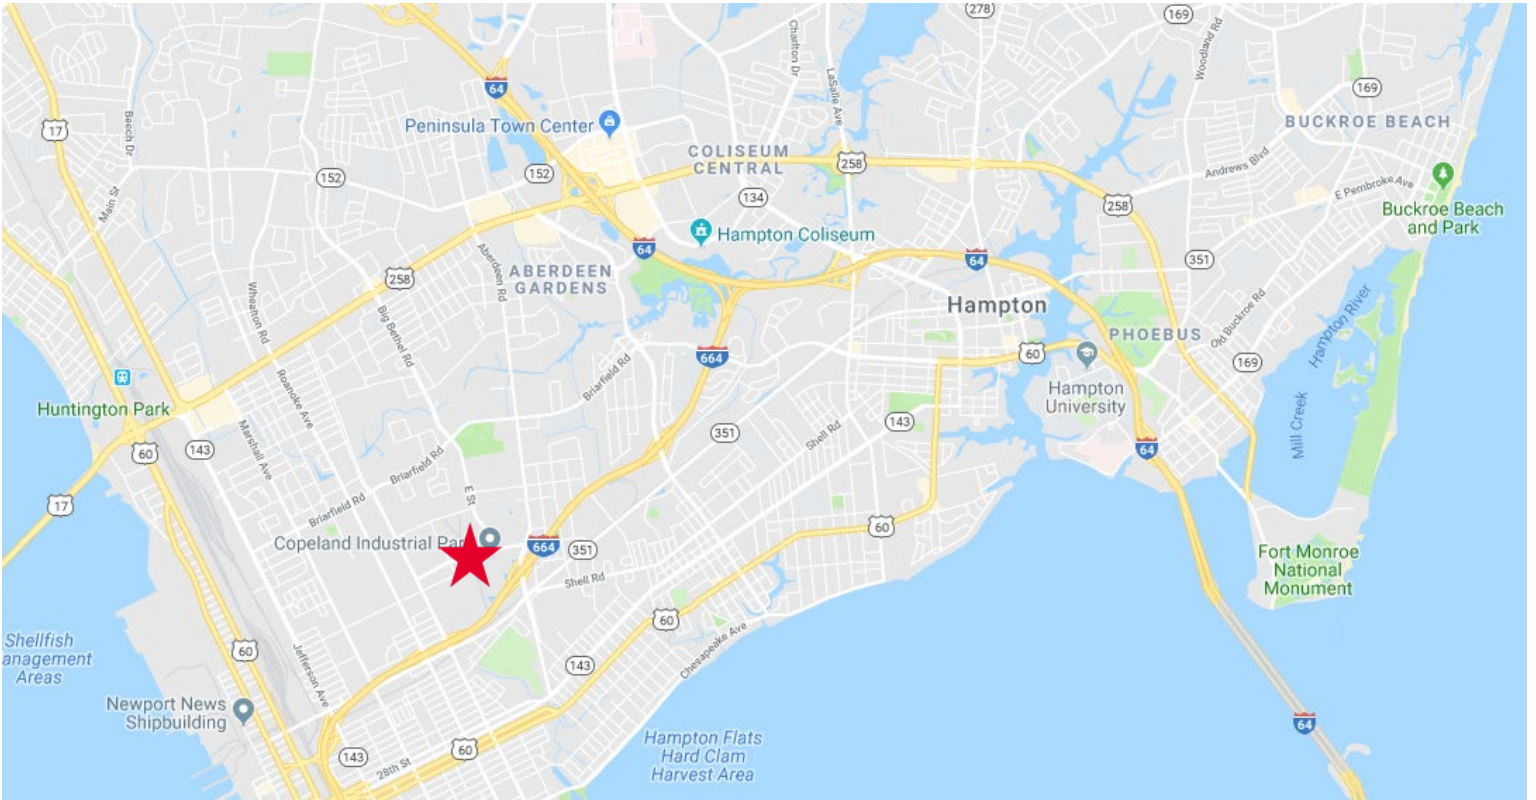 278
169
64
17
Beech Dr
Charlton Dr
LaSalle Ave
Woodland Rd
169
Peninsula Town Center
BUCKROE BEACH
COLISEUM
CENTRAL
258
152
152
Andrews Blvd
Main St
134
258
E Pembroke Ave
Buckroe Beach
and Park
Hampton Coliseum
64
64
351
258
ABERDEEN
GARDENS
Aberdeen Rd
Wheaton Rd
Big Bethel Rd
Hampton
PHOEBUS
Old Buckroe Rd
Hampton River
664
60
169
Briarfield Rd
Roanoke Ave
Hampton
University
Huntington Park
143
60
143
351
Shell Rd
Marshall Ave
Mill Creek
64
Briarfield Rd
E St
17
Briarfield Rd
60
Copeland Industrial Par
664
351
Shell Rd
Fort Monroe
National
Monument
60
Shellfish
anagement
Areas
60
Chesapeake Ave
143
Jefferson Ave
Newport News
Shipbuilding
64
Hampton Flats
Hard Clam
Harvest Area
143
60
28th St